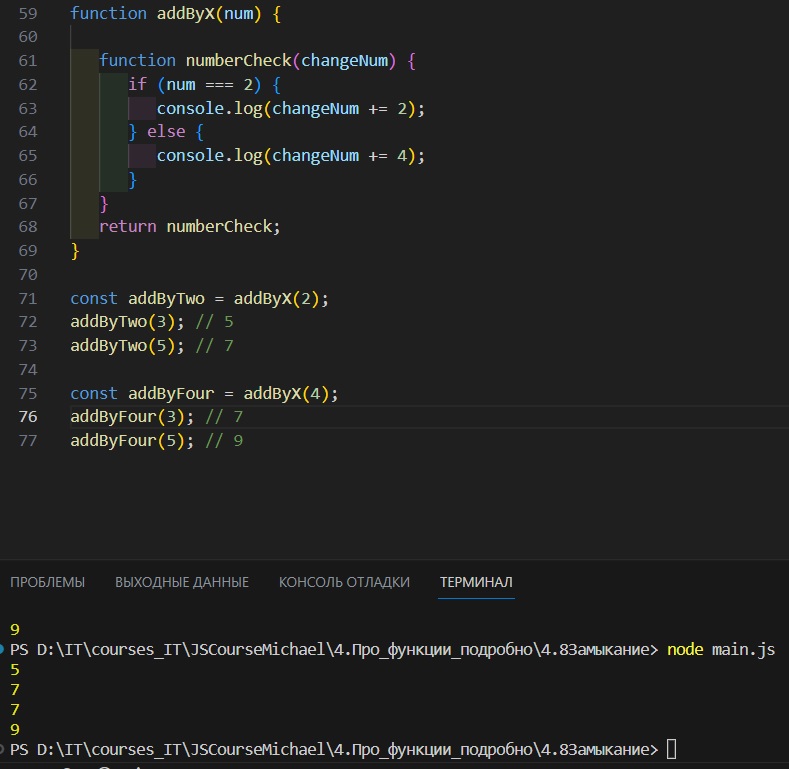 59 function addByX(num) {
60
61 function numberCheck(changeNum) {
62 if (num === 2) {
63 console.log(changeNum += 2);
64 } else {
65 console.log(changeNum += 4);
66 }
67 }
68 return numberCheck;
69 }
70
71 const addByTwo = addByX(2);
72 addByTwo(3); // 5
73 addByTwo(5); // 7
74
75 const addByFour = addByX(4);
76 addByFour(3); // 7
77 addByFour(5); // 9
ПРОБЛЕМЫ ВЫХОДНЫЕ ДАННЫЕ КОНСОЛЬ ОТЛАДКИ ТЕРМИНАЛ
9
PS D:\IT\courses_IT\JSCourseMichael\4.Про_функции_подробно\4.8Замыкание> node main.js
5
7
7
9
PS D:\IT\courses_IT\JSCourseMichael\4.Про_функции_подробно\4.8Замыкание>